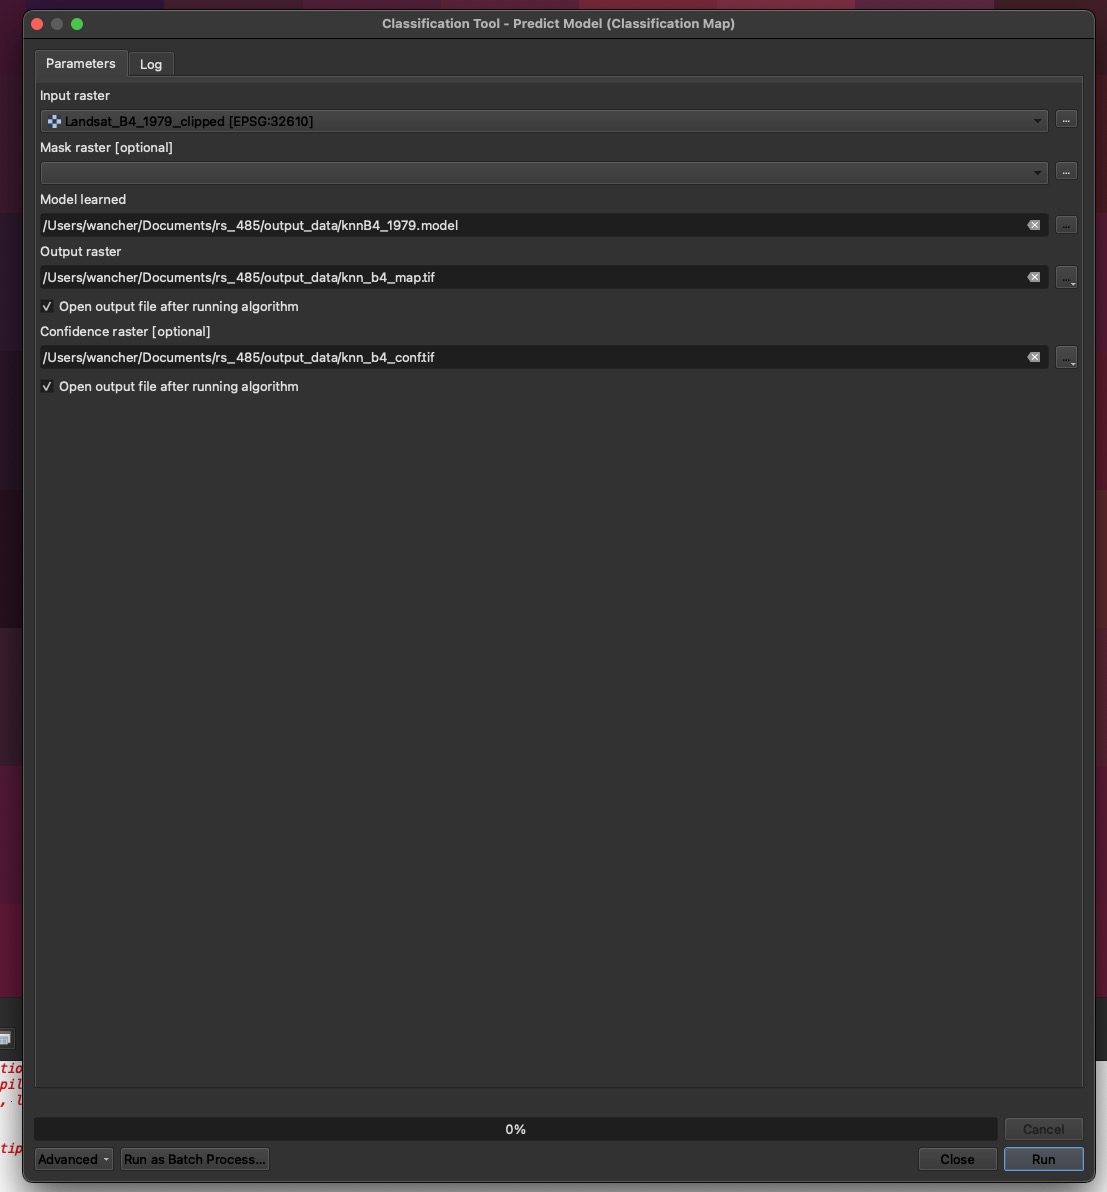 Classification Tool - Predict Model (Classification Map)
Parameters
Log
Input raster
Landsat_B4_1979_clipped [EPSG:32610]
...
Mask raster [optional]
...
Model learned
/Users/wancher/Documents/rs_485/output_data/knnB4_1979.model
...
Output raster
/Users/wancher/Documents/rs_485/output_data/knn_b4_map.tif
...
Open output file after running algorithm
Confidence raster [optional]
/Users/wancher/Documents/rs_485/output_data/knn_b4_conf.tif
...
Open output file after running algorithm
tio
pil
, l
0%
Cancel
tip
Advanced
Run as Batch Process...
Close
Run